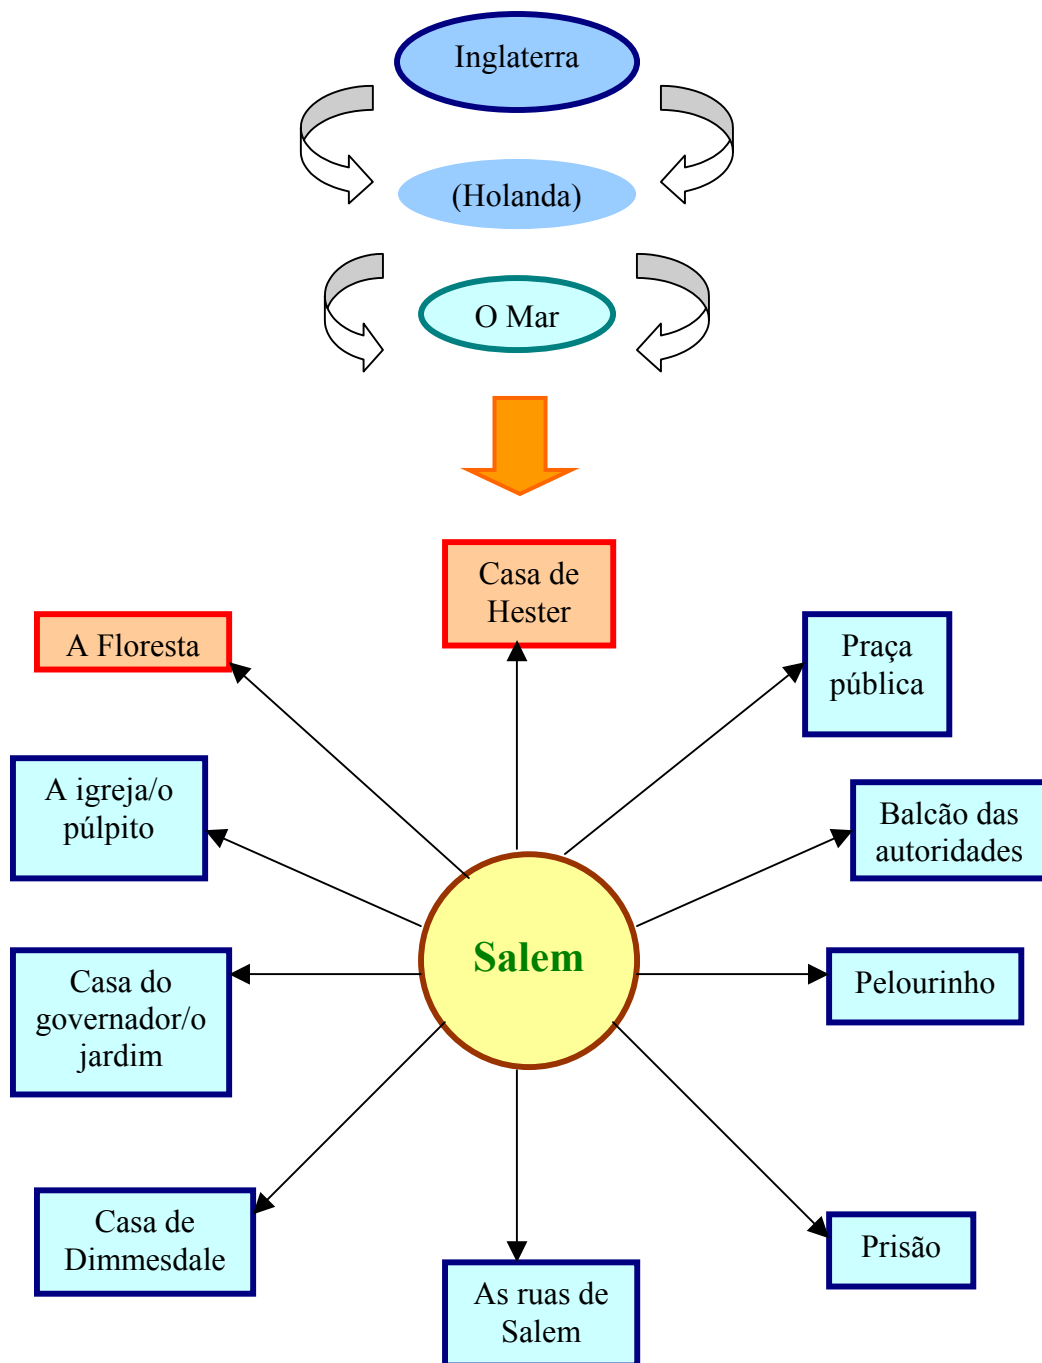 Inglaterra
(Holanda)
O Mar
Casa de
Hester
A Floresta
Praça
pública
A igreja/o
púlpito
Balcão das
autoridades
Salem
Casa do
governador/o
jardim
Pelourinho
Casa de
Dimmesdale
Prisão
As ruas de
Salem